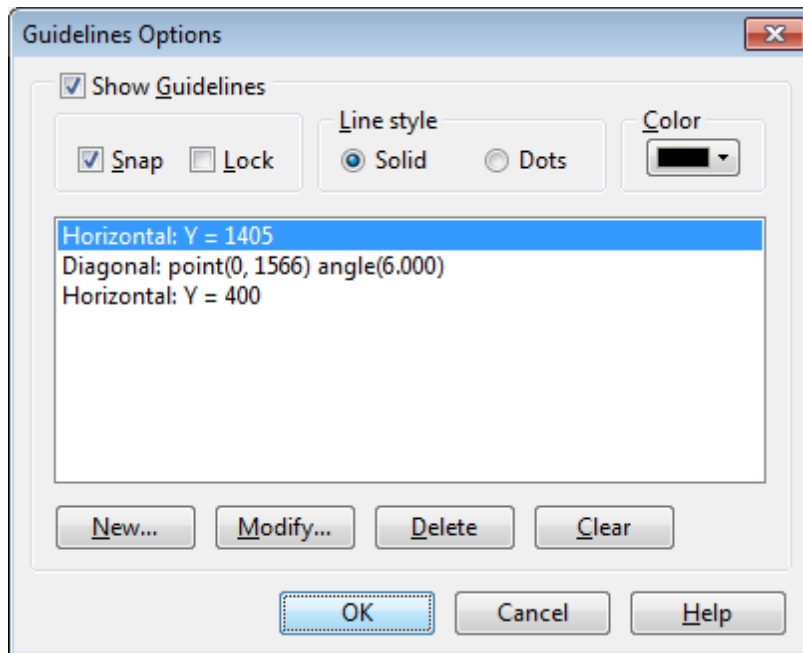 Guidelines Options
Show Guidelines
Line style
Color
Snap
Lock
Solid
Dots
Horizontal: Y = 1405
Diagonal: point(0, 1566) angle(6.000)
Horizontal: Y = 400
New...
Modify...
Delete
Clear
OK
Cancel
Help